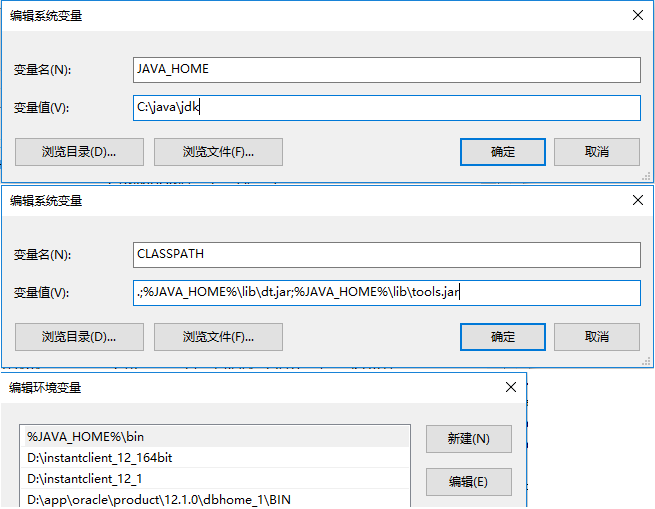 编辑系统变量
变量名(N):
JAVA_HOME
变量值(V):
C:\java\jdk
浏览目录(D)...
浏览文件(F)...
确定
取消
编辑系统变量
变量名(N):
CLASSPATH
变量值(V):
.;%JAVA_HOME%\lib\dt.jar;%JAVA_HOME%\lib\tools.jar
浏览目录(D)...
浏览文件(F)...
确定
取消
编辑环境变量
%JAVA_HOME%\bin
新建(N)
D:\instantclient_12_164bit
D:\instantclient_12_1
编辑(E)
D:\app\oracle\product\12.1.0\dbhome_1\BIN